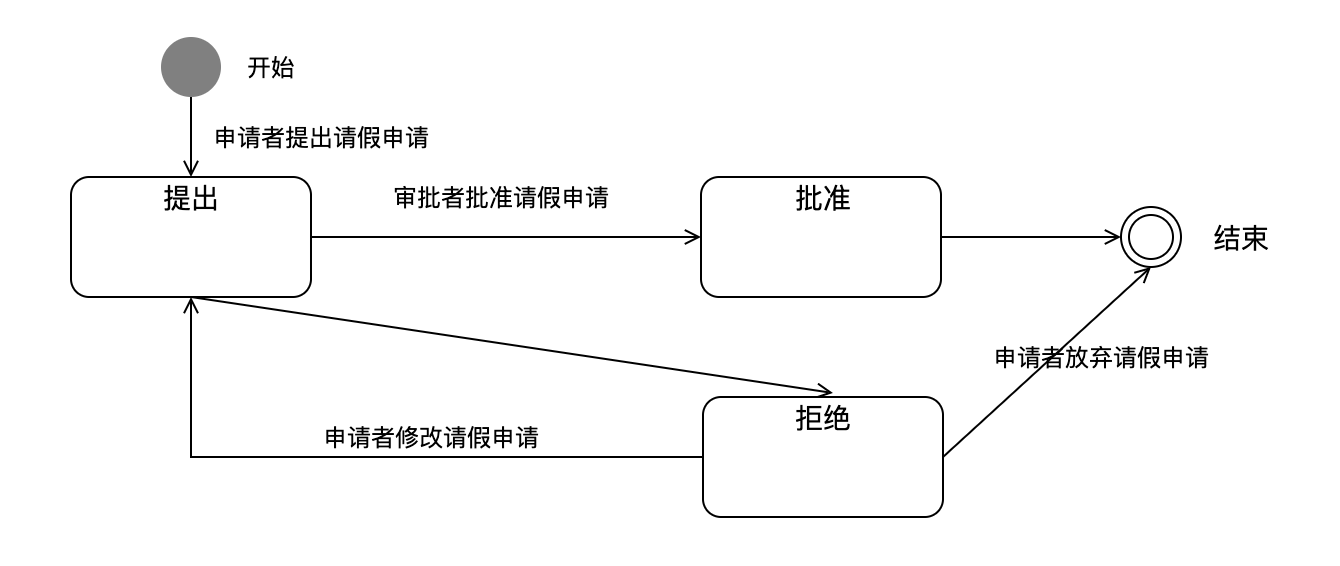 开始
申请者提出请假申请
提出
审批者批准请假申请
批准
结束
申请者放弃请假申请
拒绝
申请者修改请假申请